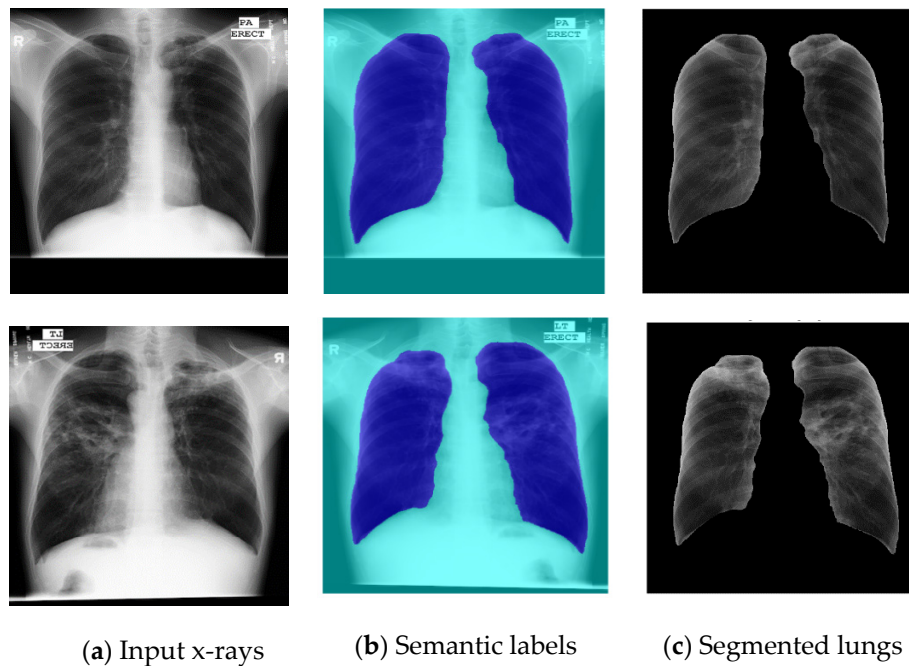 PA
ERECT
R
PA
ERECT
R
LT
ERECT
R
LT
ERECT
R
(a) Input x-rays
(b) Semantic labels
(c) Segmented lungs